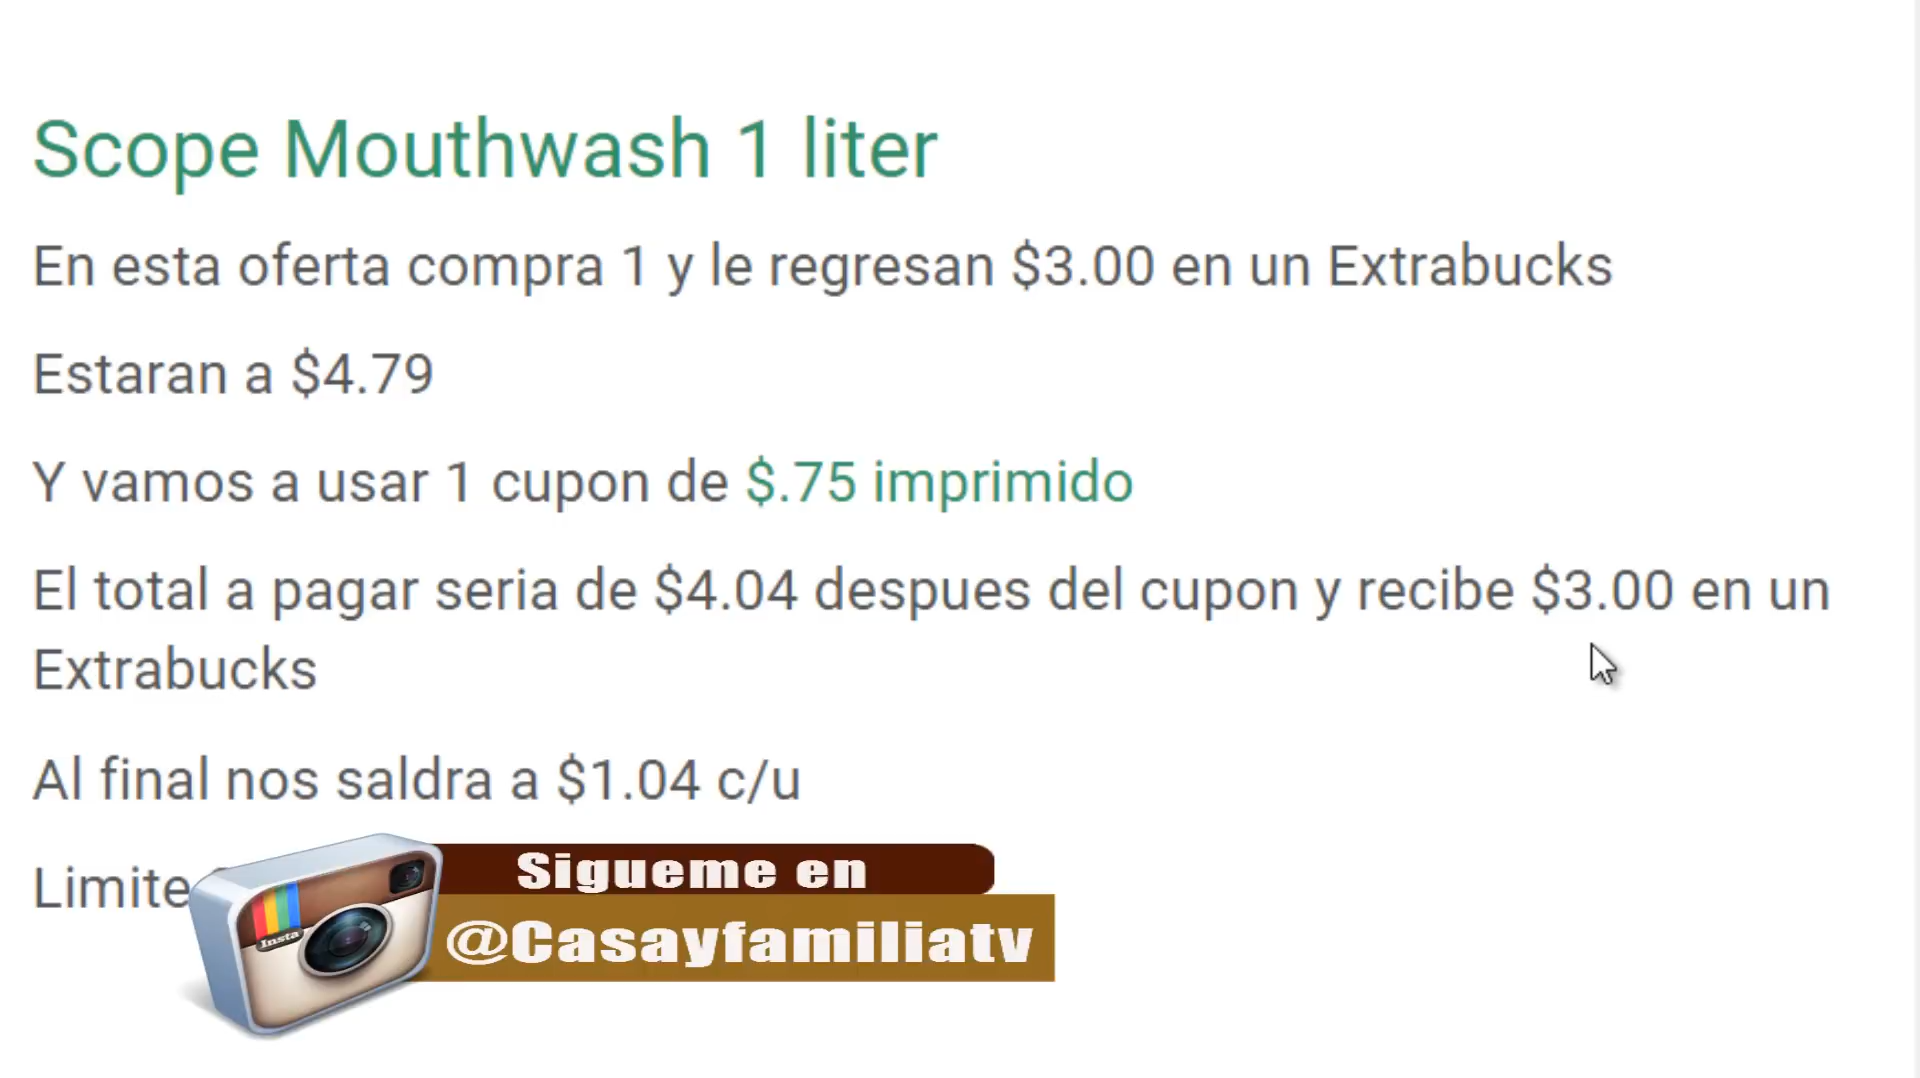 Scope Mouthwash 1 liter
En esta oferta compra 1 y le regresan $3.00 en un Extrabucks
Estaran a $4.79
Y vamos a usar 1 cupon de $.75 imprimido
El total a pagar seria de $4.04 despues del cupon y recibe $3.00 en un
Extrabucks
Al final nos saldra a $1.04 c/u
Limite
Insta
Sigueme en
@Casayfamiliatv